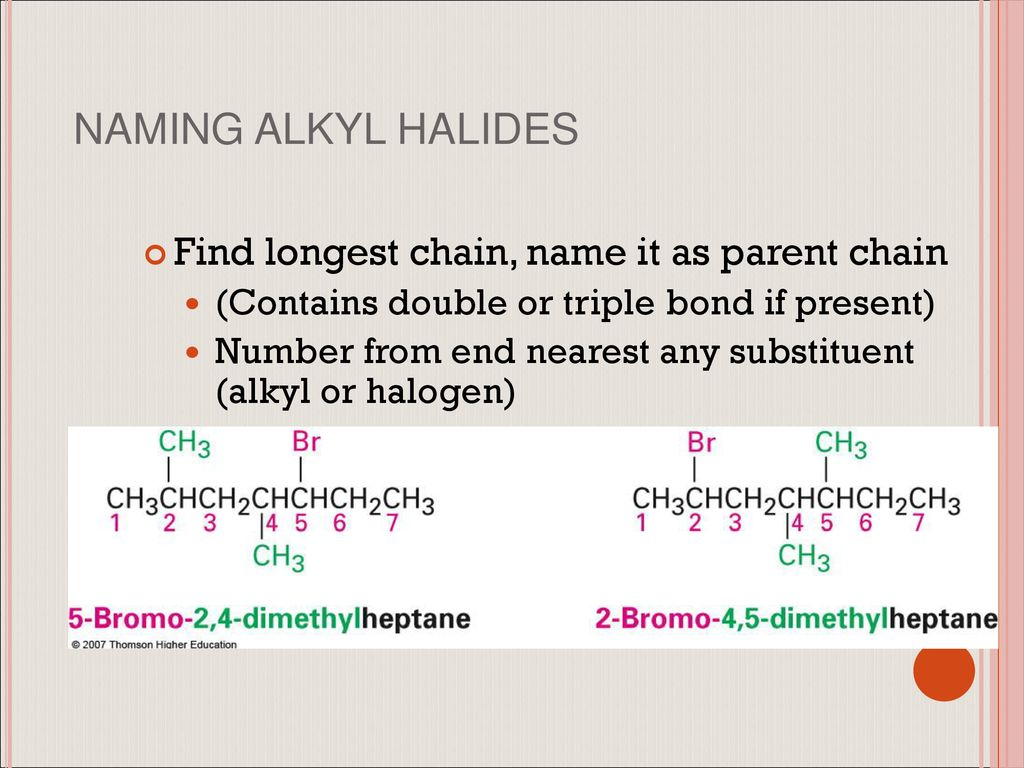 NAMING ALKYL HALIDES
Find longest chain, name it as parent chain
(Contains double or triple bond if present)
Number from end nearest any substituent
(alkyl or halogen)
CH3 Br
CH3CHCH2CHCHCH2CH3
1 2 3 4 5 6 7
CH3
5-Bromo-2,4-dimethylheptane
© 2007 Thomson Higher Education
Br CH3
CH3CHCH2CHCHCH2CH3
1 2 3 4 5 6 7
CH3
2-Bromo-4,5-dimethylheptane